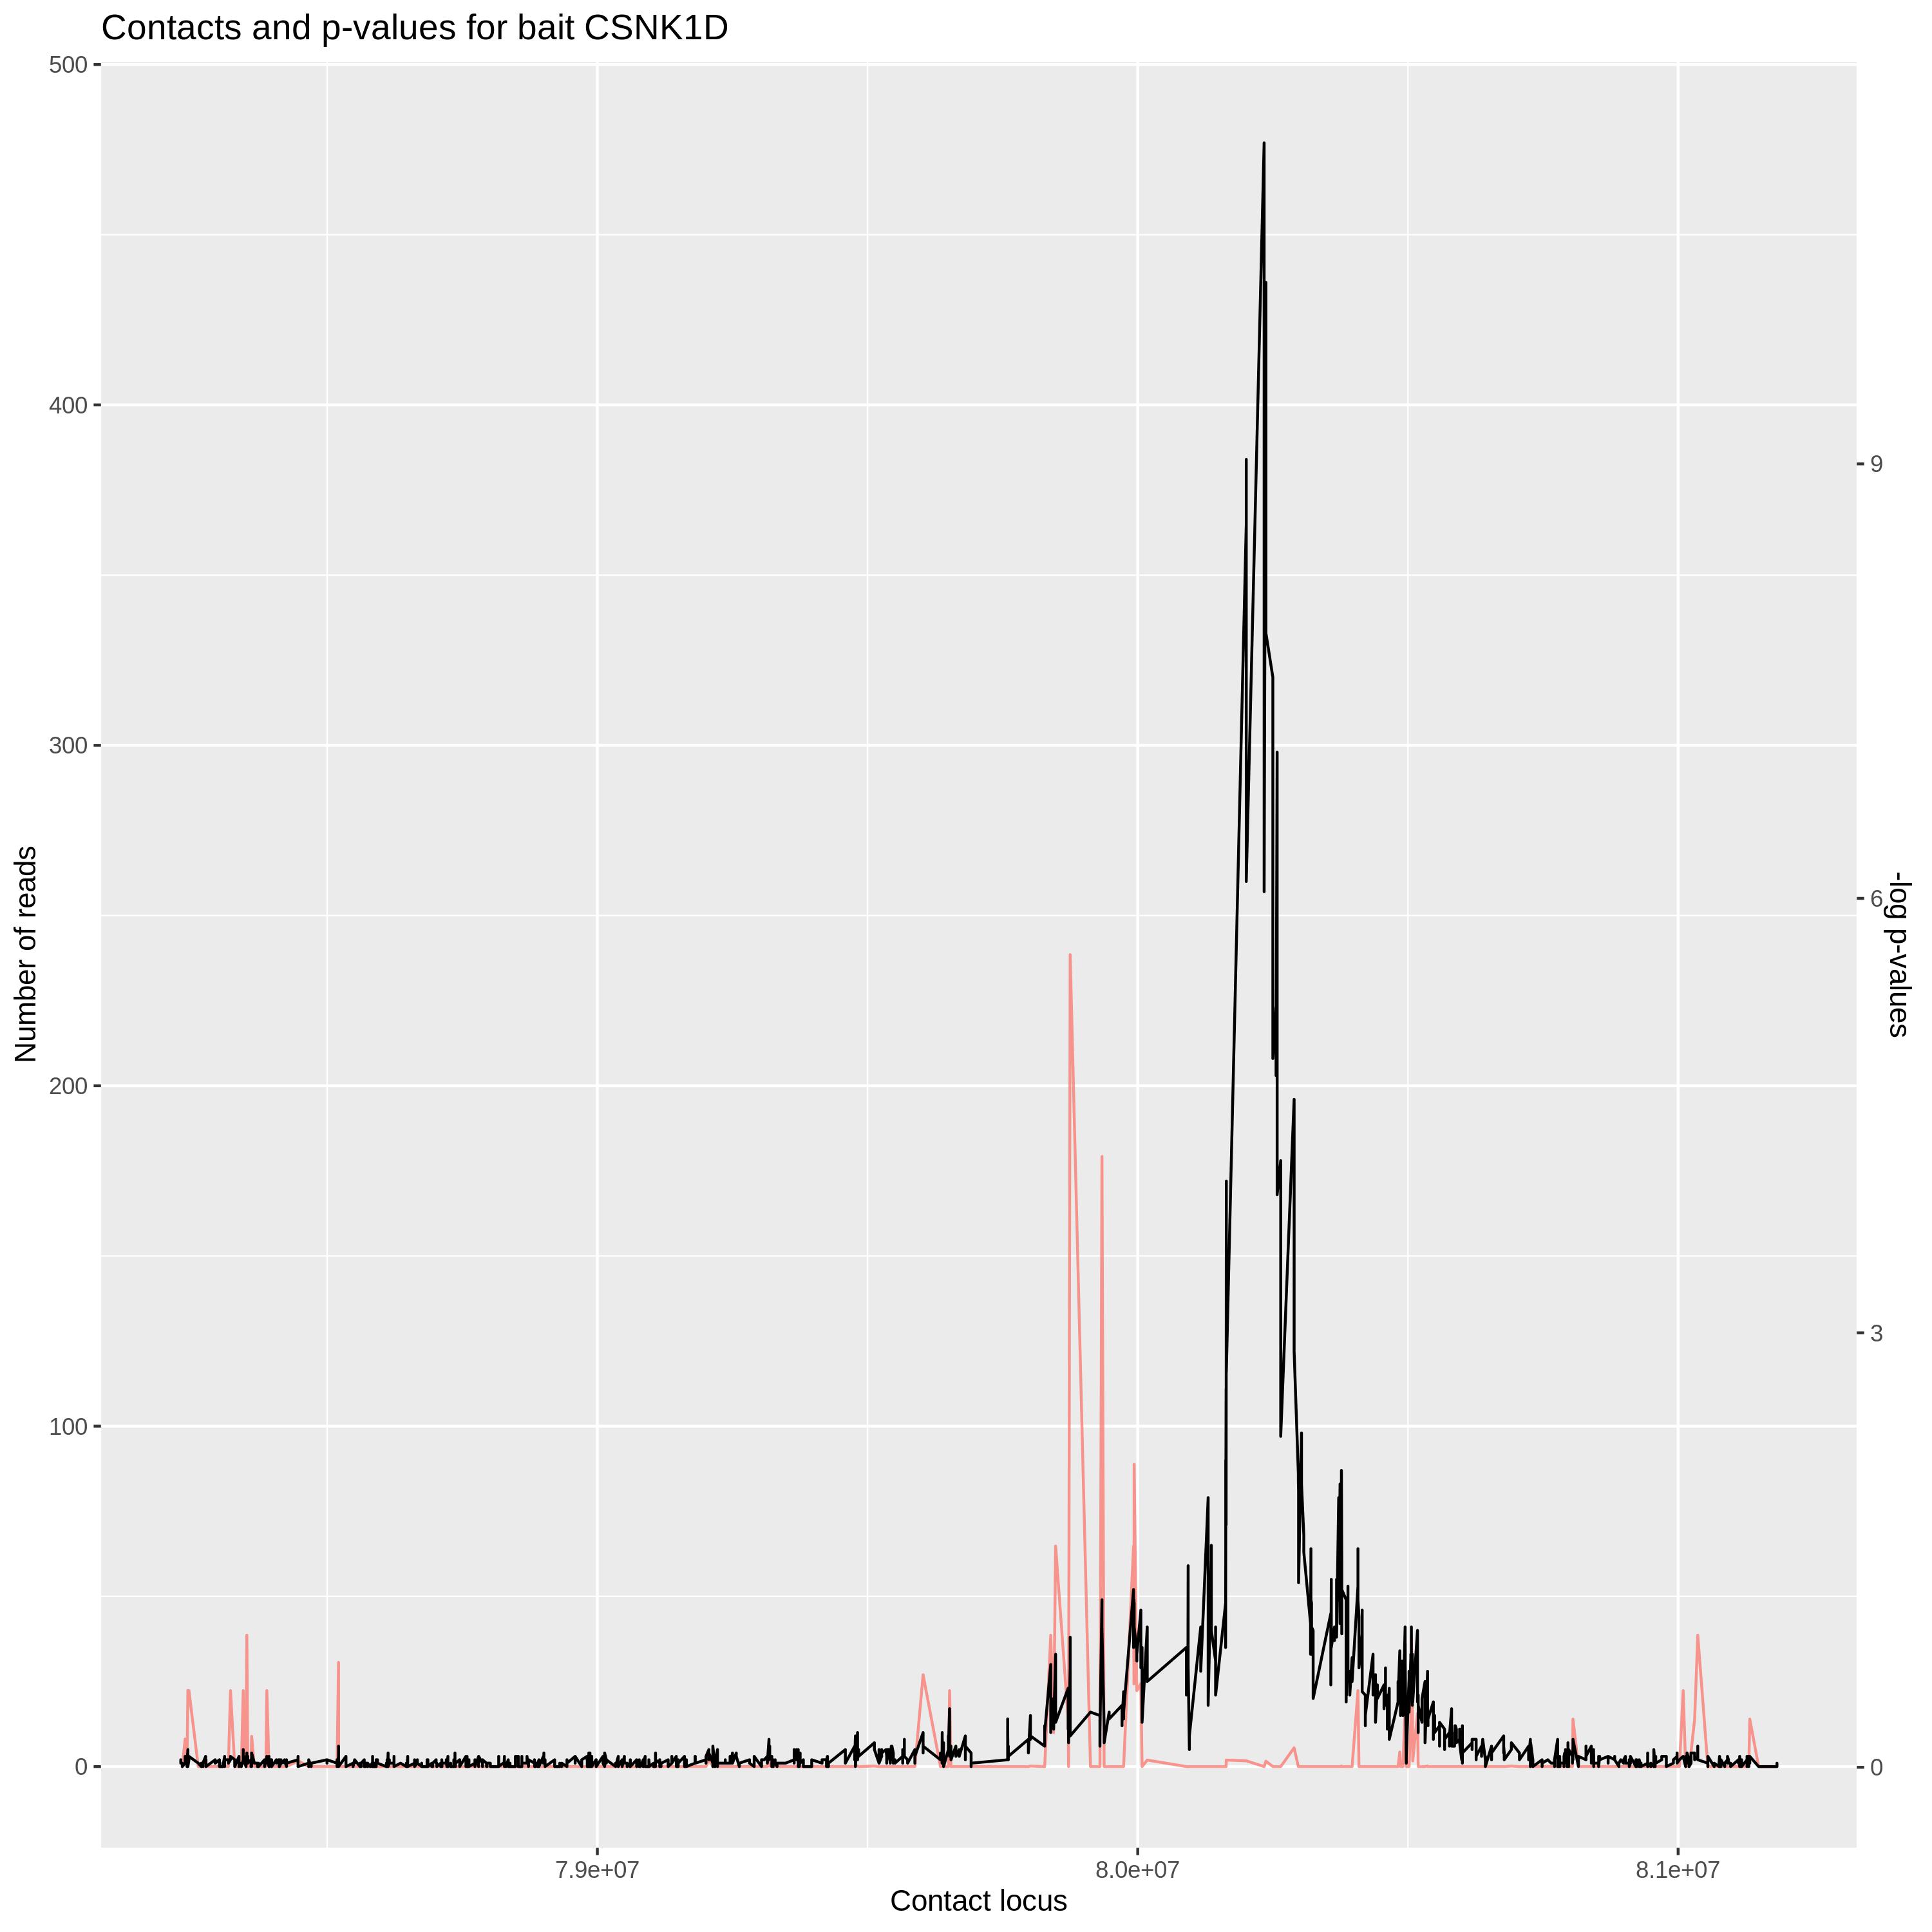 Contacts and p-values for bait CSNK1D
500
400
300
200
100
0
Number of reads
9
6
3
0
-log p-values
7.9e+07
8.0e+07
8.1e+07
Contact locus